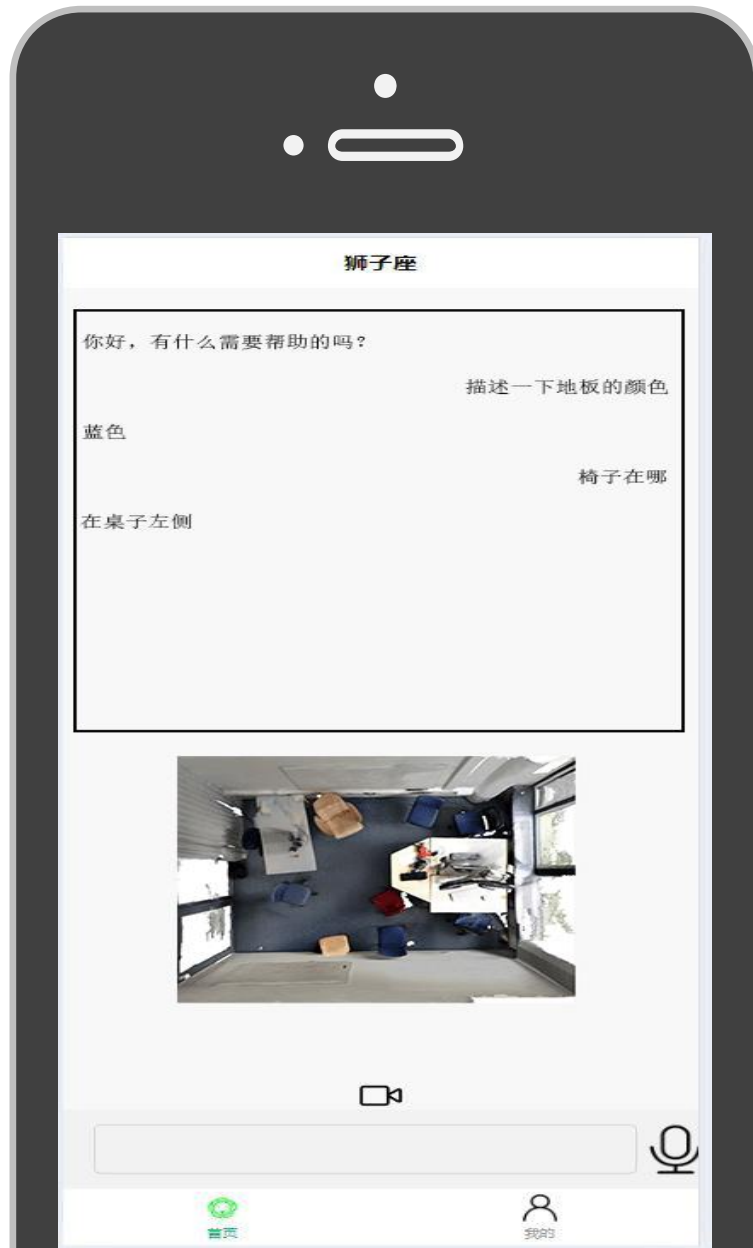 狮子座
你好，有什么需要帮助的吗？
描述一下地板的颜色
蓝色
椅子在哪
在桌子左侧
首页
我的